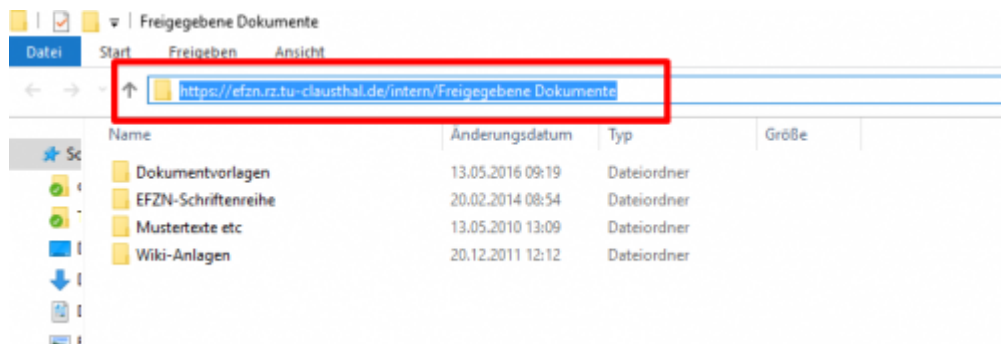 Freigegebene Dokumente
Datei Start Freigeben Ansicht
https://efzn.rz.tu-clausthal.de/intern/Freigegebene Dokumente
Name Änderungsdatum Typ Größe
Dokumentvorlagen 13.05.2016 09:19 Dateiordner
EFZN-Schriftenreihe 20.02.2014 08:54 Dateiordner
Mustertexte etc 13.05.2010 13:09 Dateiordner
Wiki-Anlagen 20.12.2011 12:12 Dateiordner